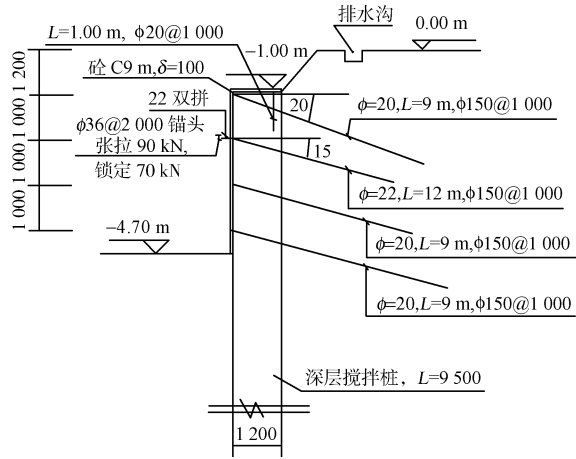 排水沟
0.00 m
L=1.00 m, ϕ20@1 000
−1.00 m
砼 C9 m,δ=100
22 双拼
ϕ36@2 000 锚头
张拉 90 kN,
锁定 70 kN
20
15
ϕ=20,L=9 m,ϕ150@1 000
ϕ=22,L=12 m,ϕ150@1 000
ϕ=20,L=9 m,ϕ150@1 000
ϕ=20,L=9 m,ϕ150@1 000
1 200
1 000
1 000
1 000
−4.70 m
深层搅拌桩, L=9 500
1 200